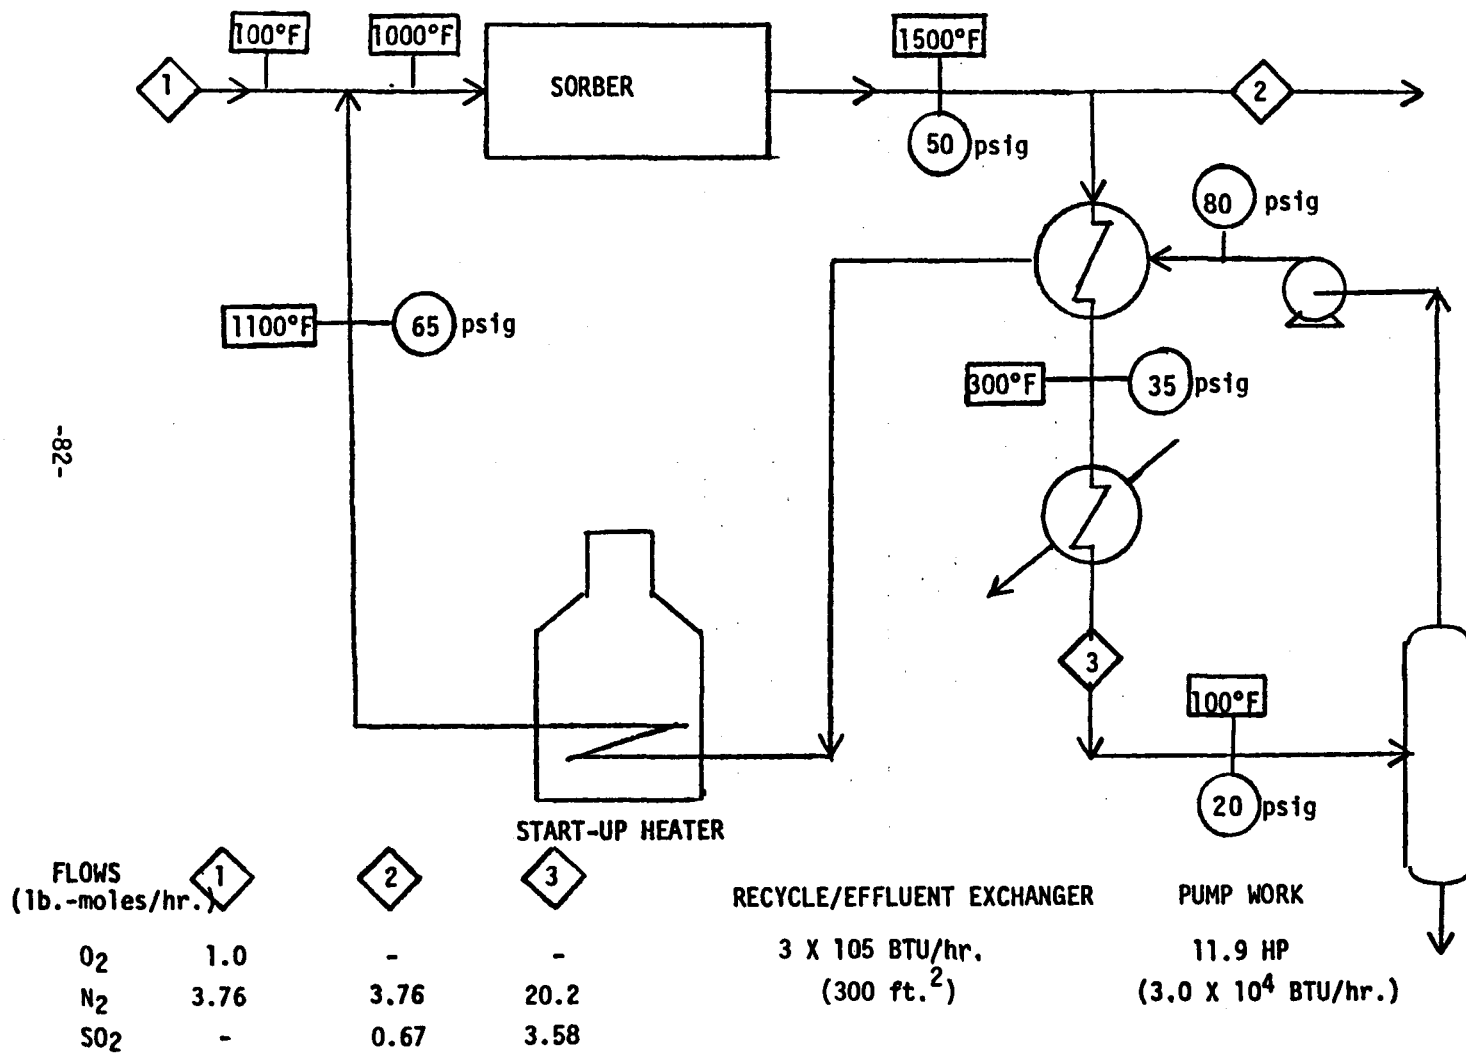 100°F
1000°F
1500°F
1
SORBER
2
50 psig
80 psig
1100°F
65 psig
300°F
35 psig
-82-
3
100°F
20 psig
START-UP HEATER
FLOWS
(lb.-moles/hr.)
1
2
3
RECYCLE/EFFLUENT EXCHANGER
PUMP WORK
O2 1.0 - -
3 X 105 BTU/hr.
11.9 HP
N2 3.76 3.76 20.2
(300 ft.2)
(3.0 X 104 BTU/hr.)
SO2 - 0.67 3.58